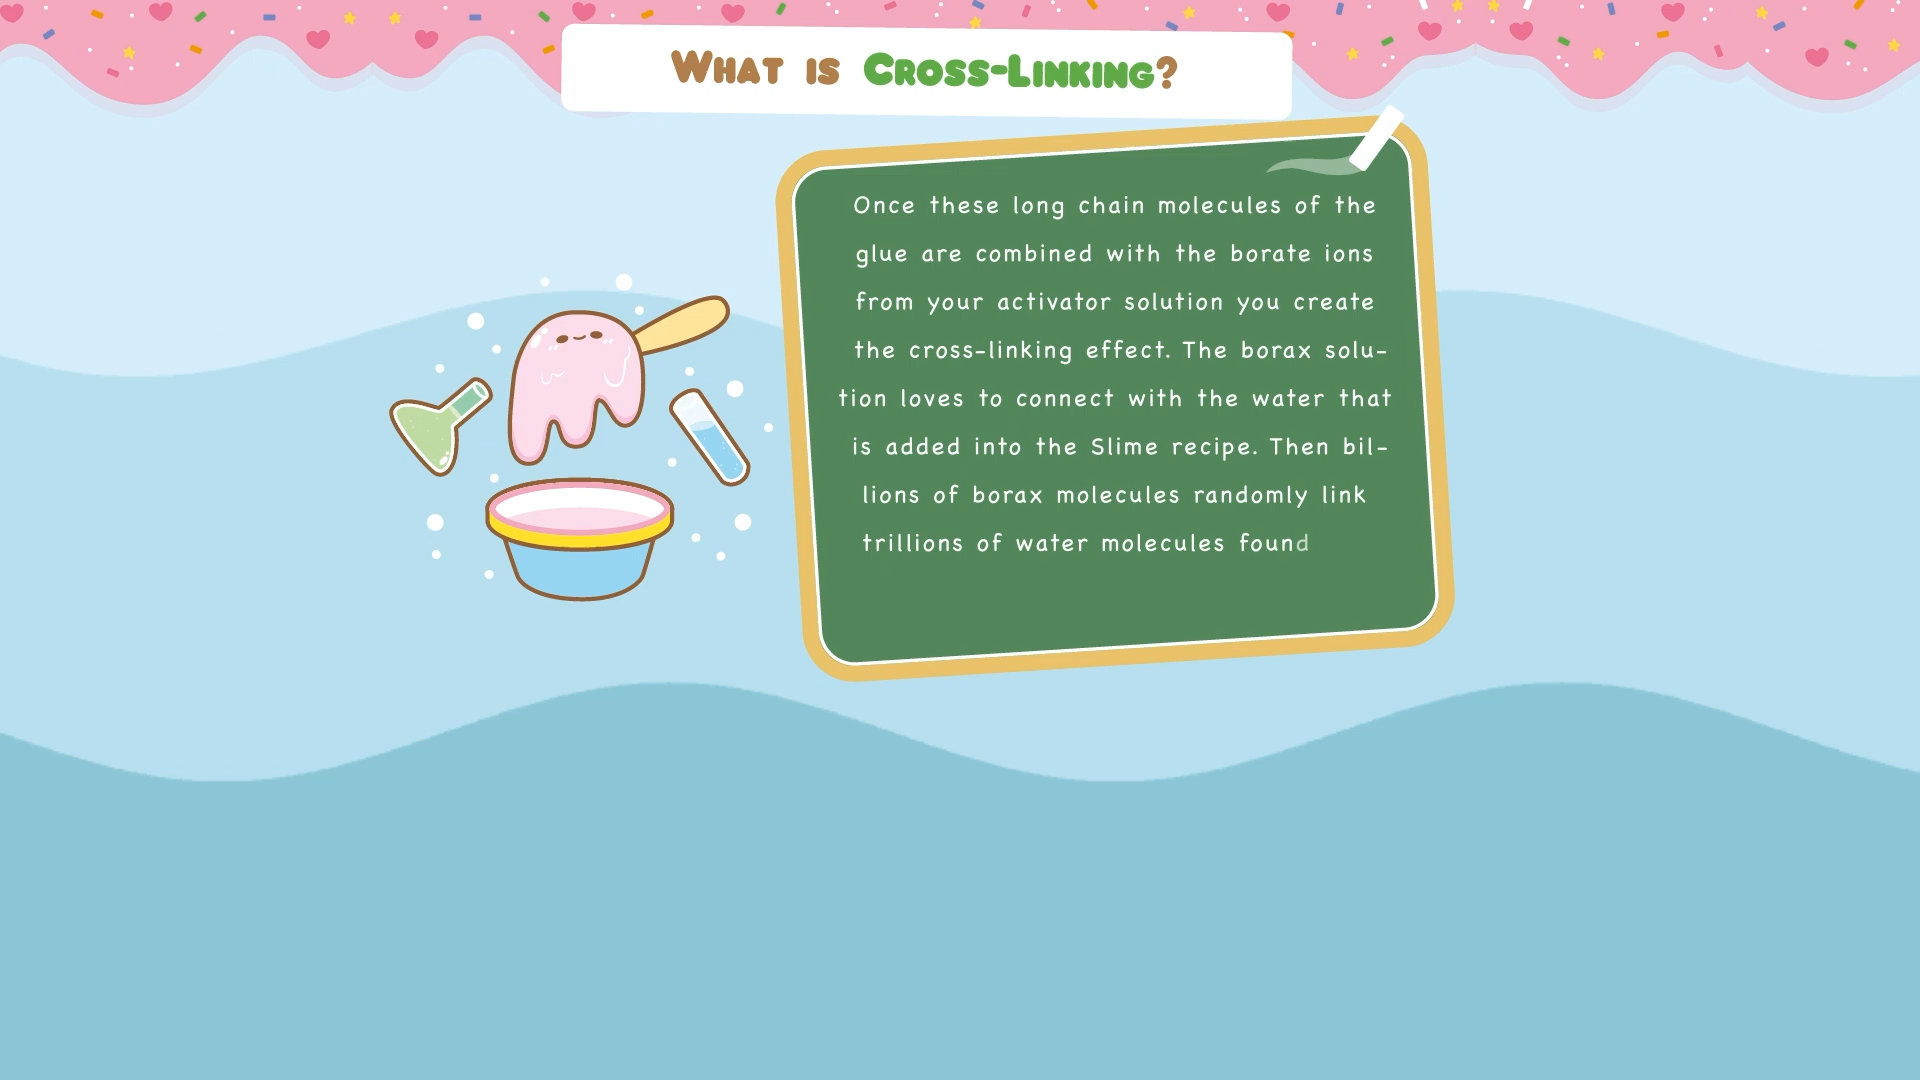 What is Cross-Linking?
Once these long chain molecules of the
glue are combined with the borate ions
from your activator solution you create
the cross-linking effect. The borax solu-
tion loves to connect with the water that
is added into the Slime recipe. Then bil-
lions of borax molecules randomly link
trillions of water molecules found